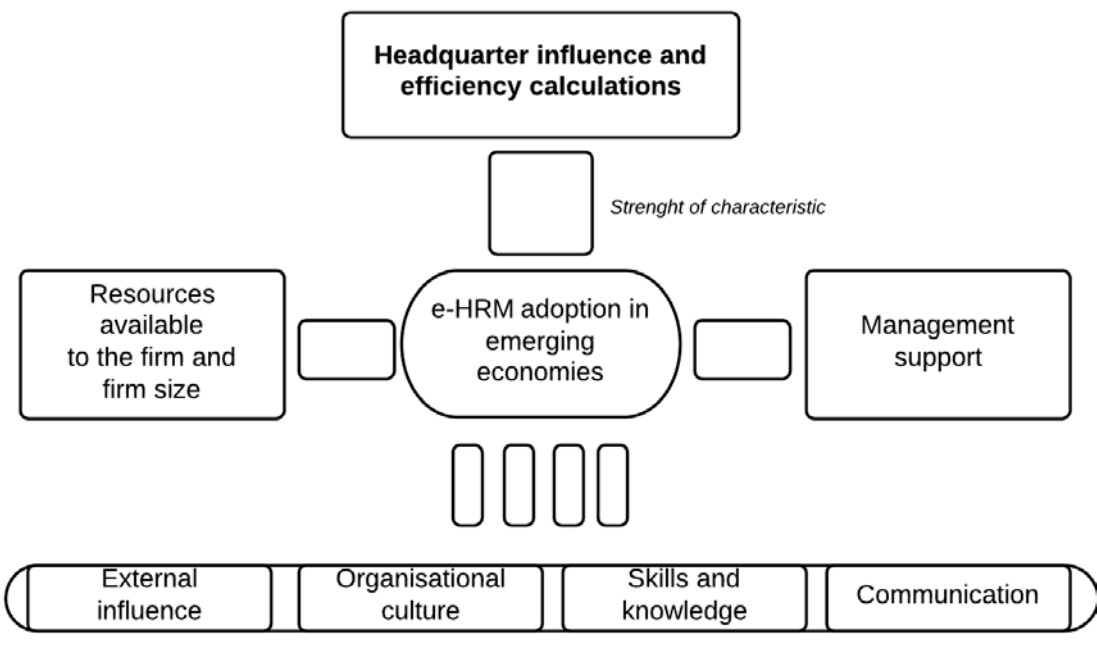 Headquarter influence and
efficiency calculations
Strenght of characteristic
Resources
available
to the firm and
firm size
e-HRM adoption in
emerging
economies
Management
support
External
influence
Organisational
culture
Skills and
knowledge
Communication